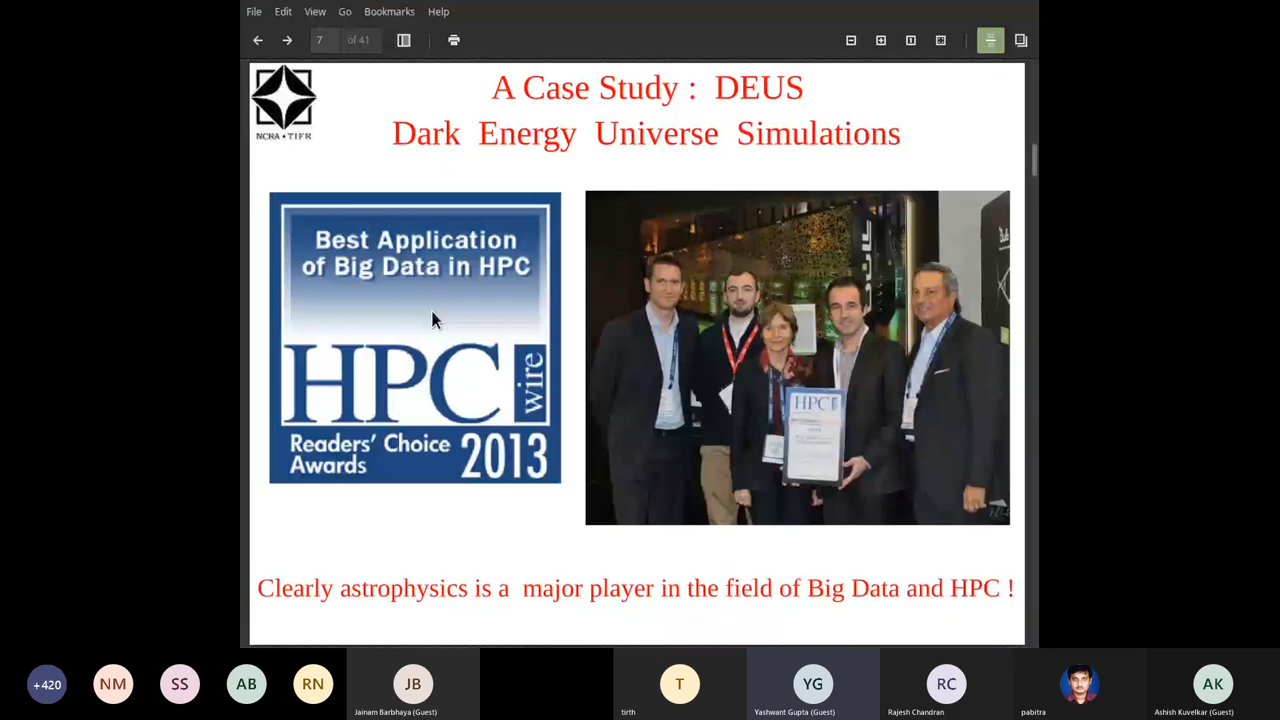 File Edit View Go Bookmarks Help
7 of 41
NCRA • TIFR
A Case Study : DEUS
Dark Energy Universe Simulations
Best Application
of Big Data in HPC
HPC
wire
Readers' Choice
Awards 2013
HPC
Clearly astrophysics is a major player in the field of Big Data and HPC !
+420 NM SS AB RN JB T YG RC AK
Jainam Barbhaya (Guest) tirth Yashwant Gupta (Guest) Rajesh Chandran pabitra Ashish Kuvelkar (Guest)